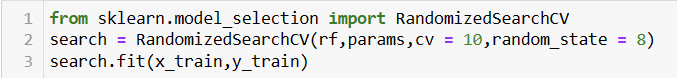 1 from sklearn.model_selection import RandomizedSearchCV
2 search = RandomizedSearchCV(rf,params,cv = 10,random_state = 8)
3 search.fit(x_train,y_train)